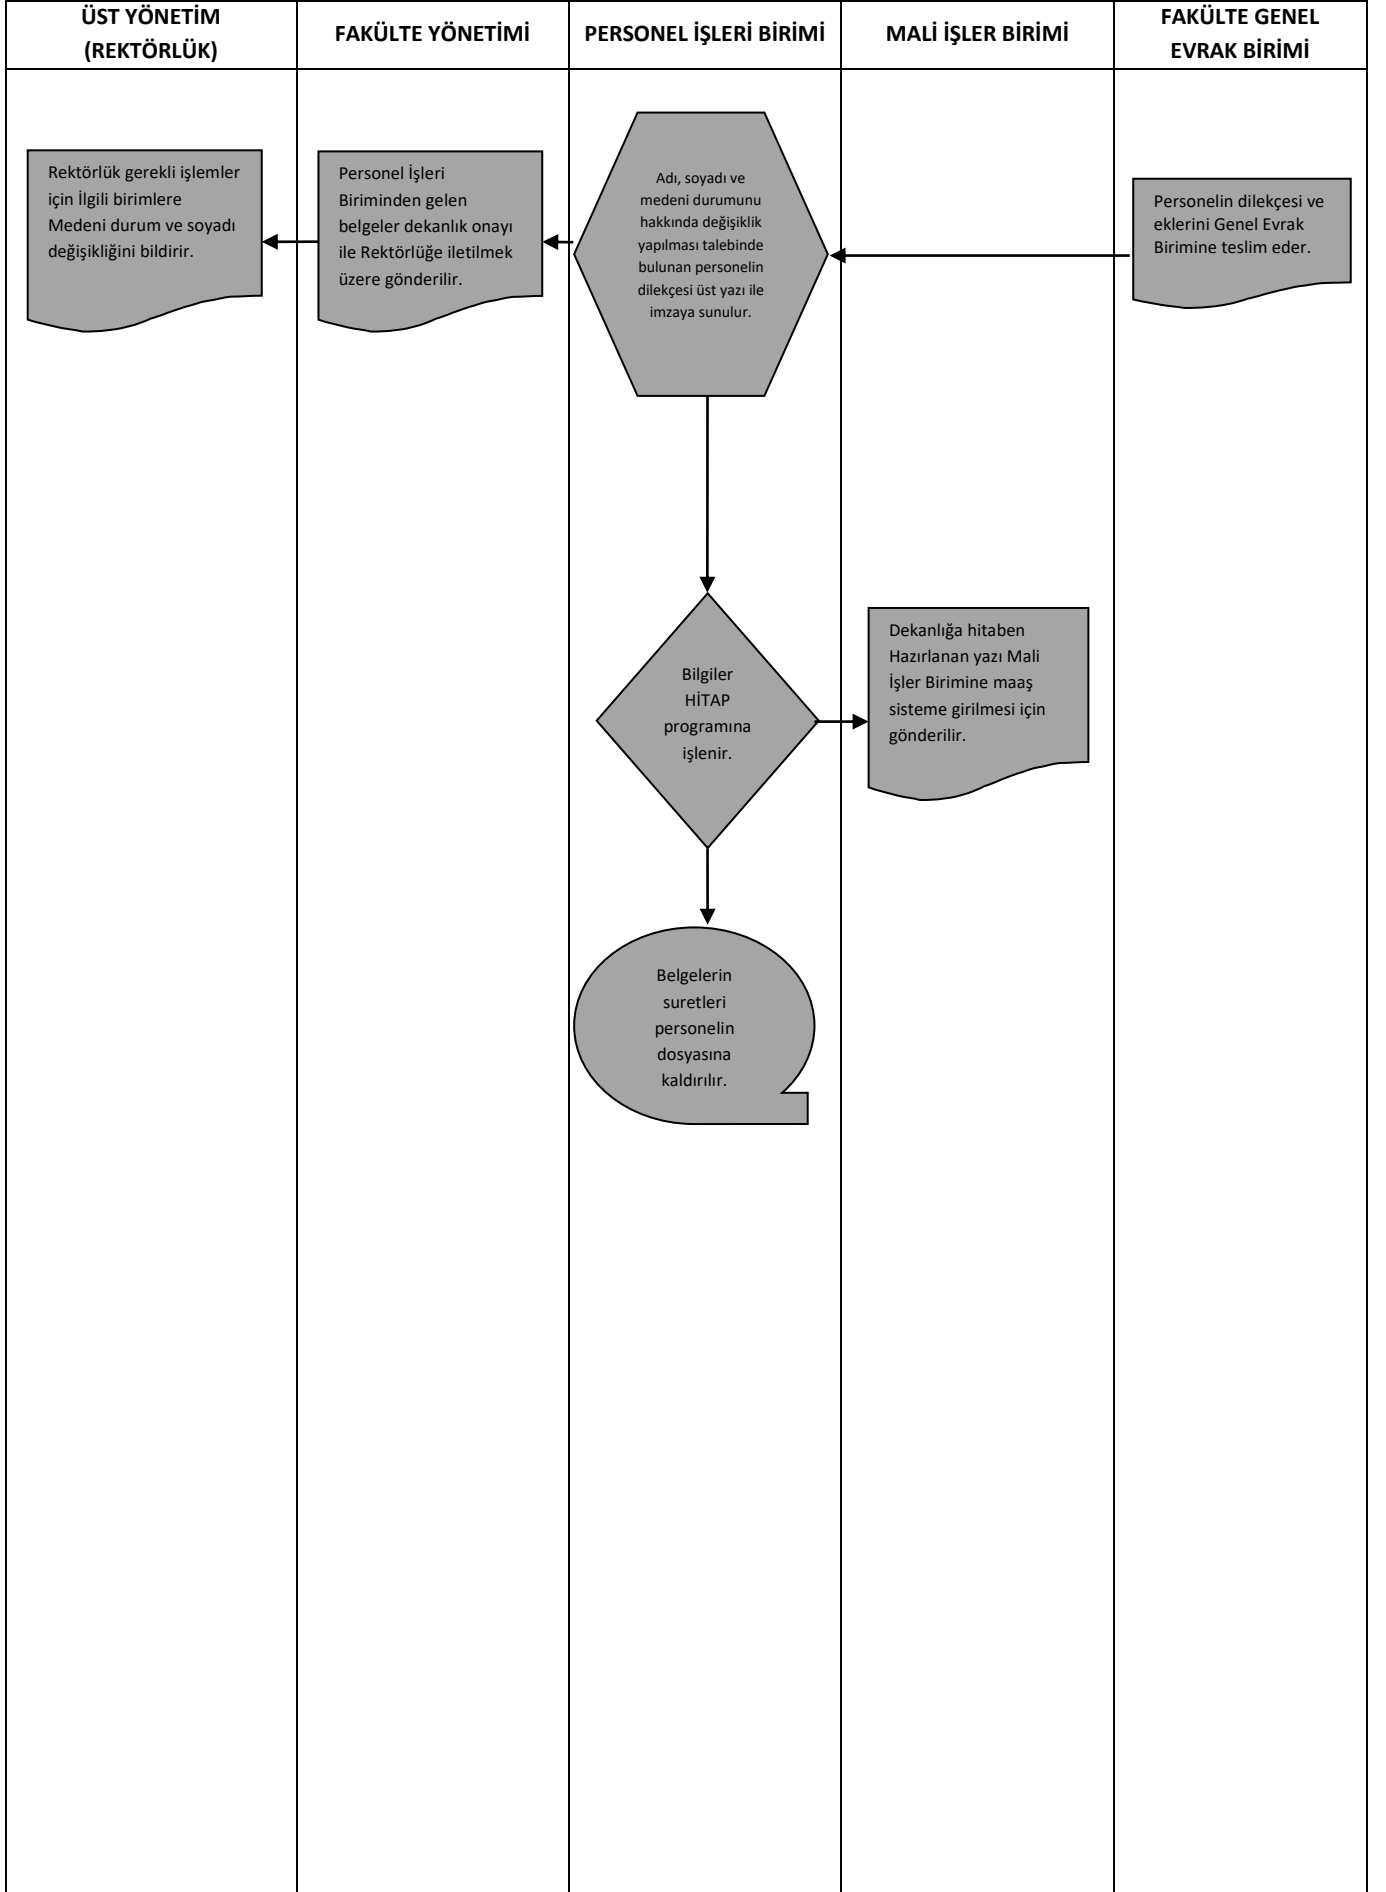 ÜST YÖNETİM
(REKTÖRLÜK)
FAKÜLTE YÖNETİMİ
PERSONEL İŞLERİ BİRİMİ
MALİ İŞLER BİRİMİ
FAKÜLTE GENEL
EVRAK BİRİMİ
Rektörlük gerekli işlemler
için İlgili birimlere
Medeni durum ve soyadı
değişikliğini bildirir.
Personel İşleri
Biriminden gelen
belgeler dekanlık onayı
ile Rektörlüğe iletilmek
üzere gönderilir.
Adı, soyadı ve
medeni durumunu
hakkında değişiklik
yapılması talebinde
bulunan personelin
dilekçesi üst yazı ile
imzaya sunulur.
Personelin dilekçesi ve
eklerini Genel Evrak
Birimine teslim eder.
Bilgiler
HİTAP
programına
işlenir.
Dekanlığa hitaben
Hazırlanan yazı Mali
İşler Birimine maaş
sisteme girilmesi için
gönderilir.
Belgelerin
suretleri
personelin
dosyasına
kaldırılır.